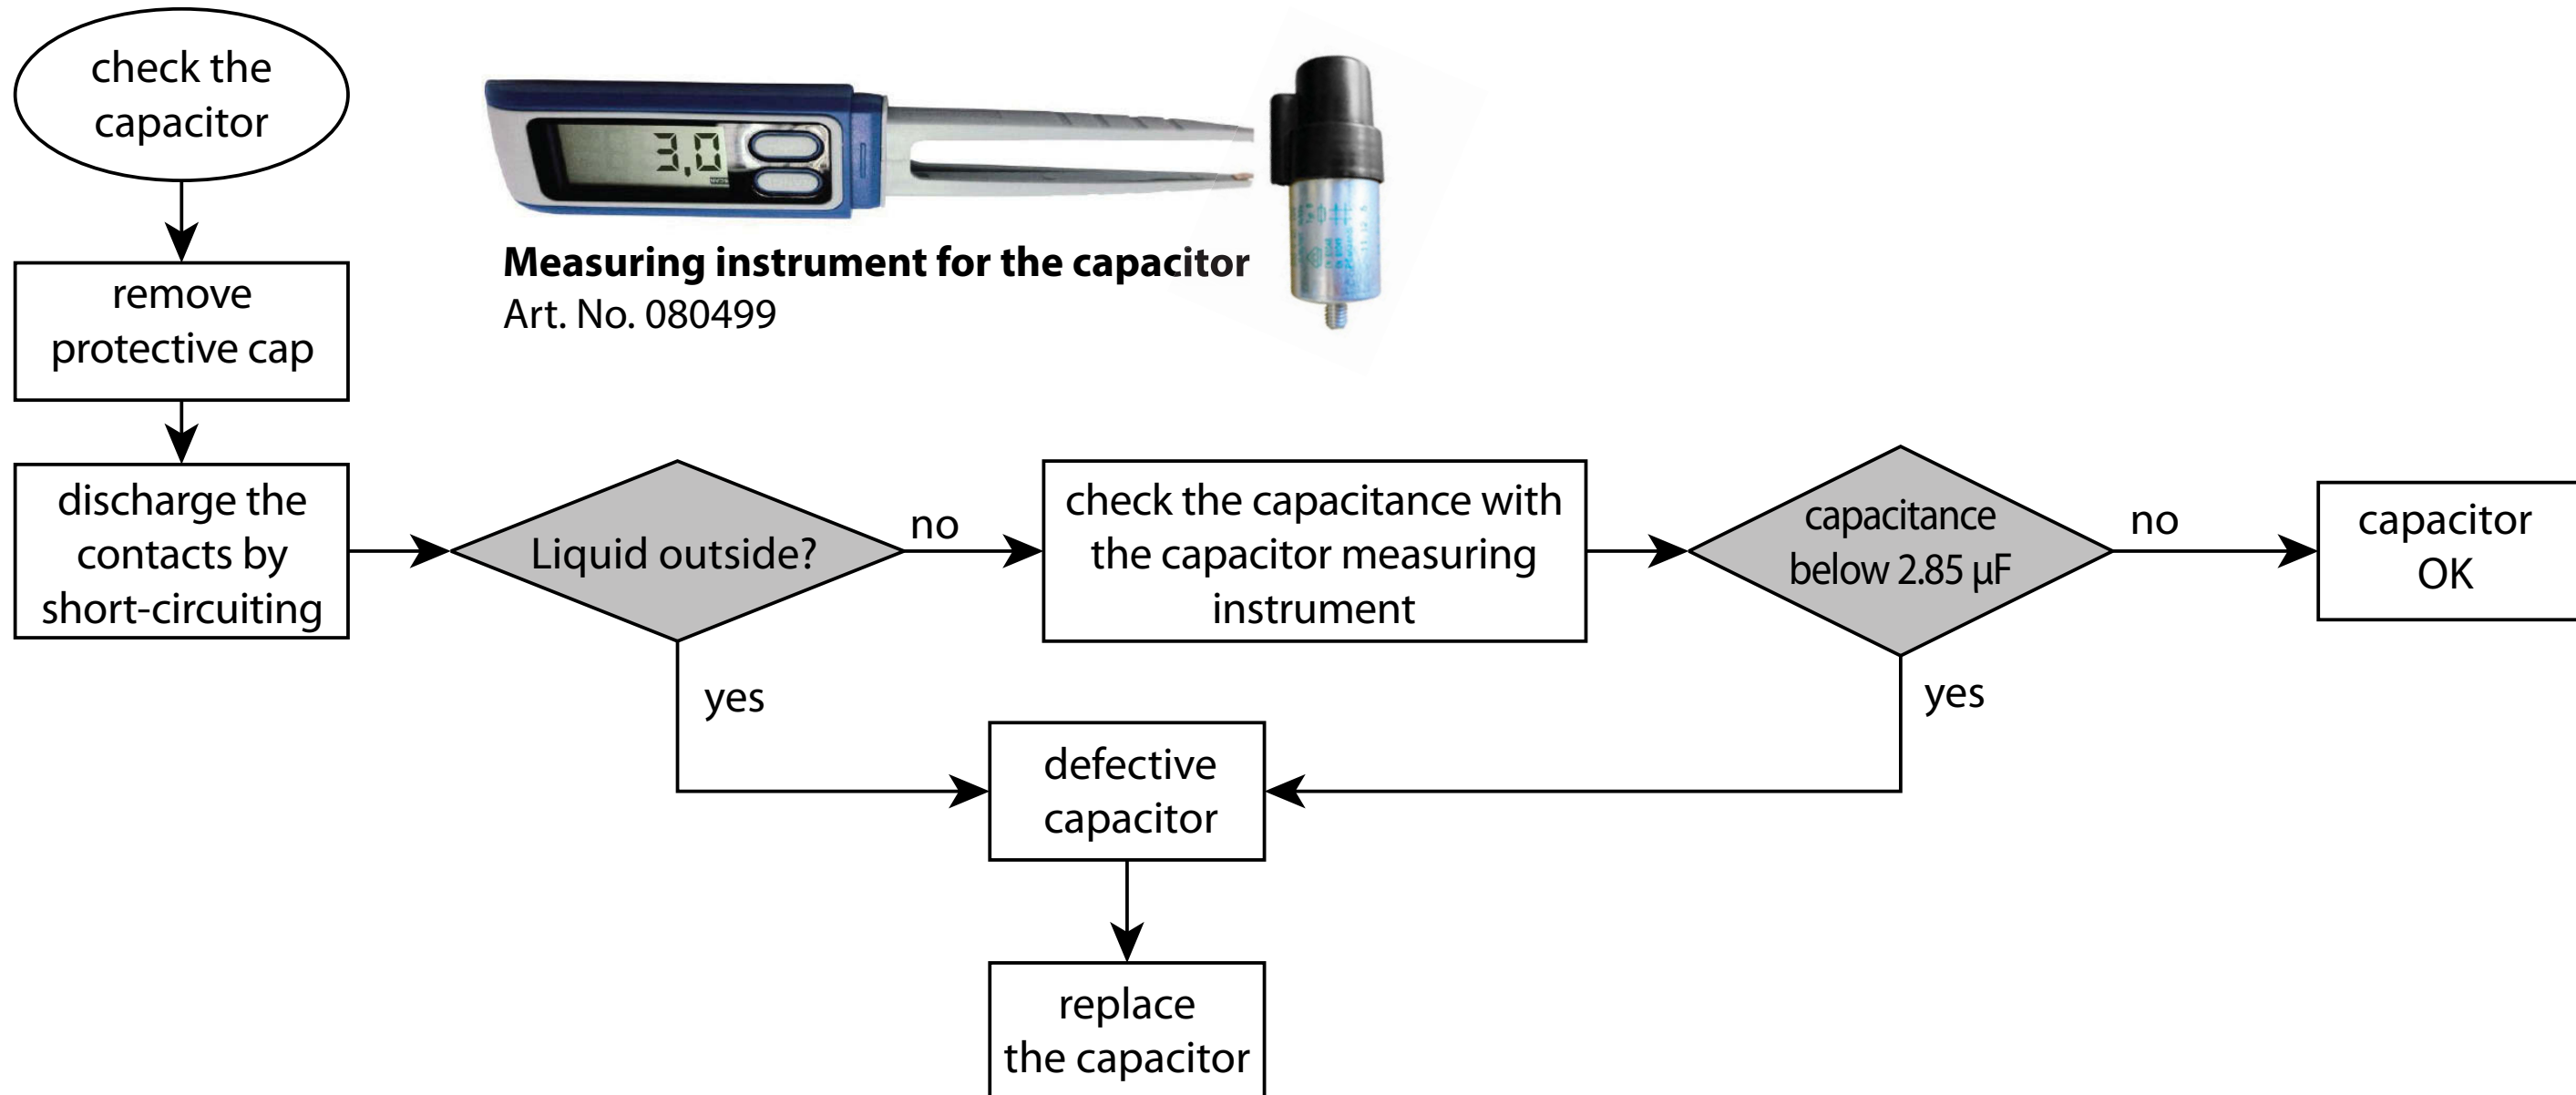 check the
capacitor
3,0
Measuring instrument for the capacitor
Art. No. 080499
remove
protective cap
discharge the
contacts by
short-circuiting
Liquid outside?
no
check the capacitance with
the capacitor measuring
instrument
capacitance
below 2.85 µF
no
capacitor
OK
yes
yes
defective
capacitor
replace
the capacitor